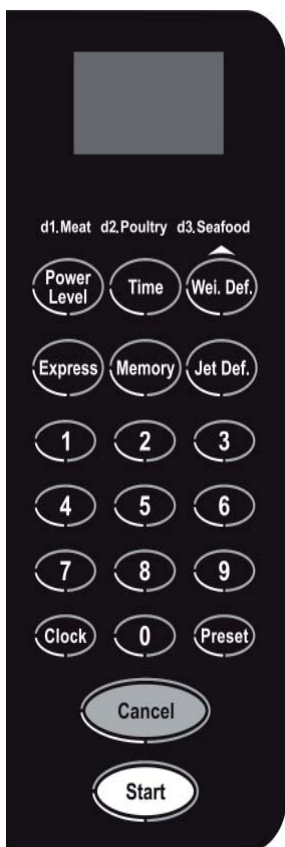 d1.Meat d2.Poultry d3.Seafood
Power Level Time Wei. Def.
Express Memory Jet Def.
1 2 3
4 5 6
7 8 9
Clock 0 Preset
Cancel
Start